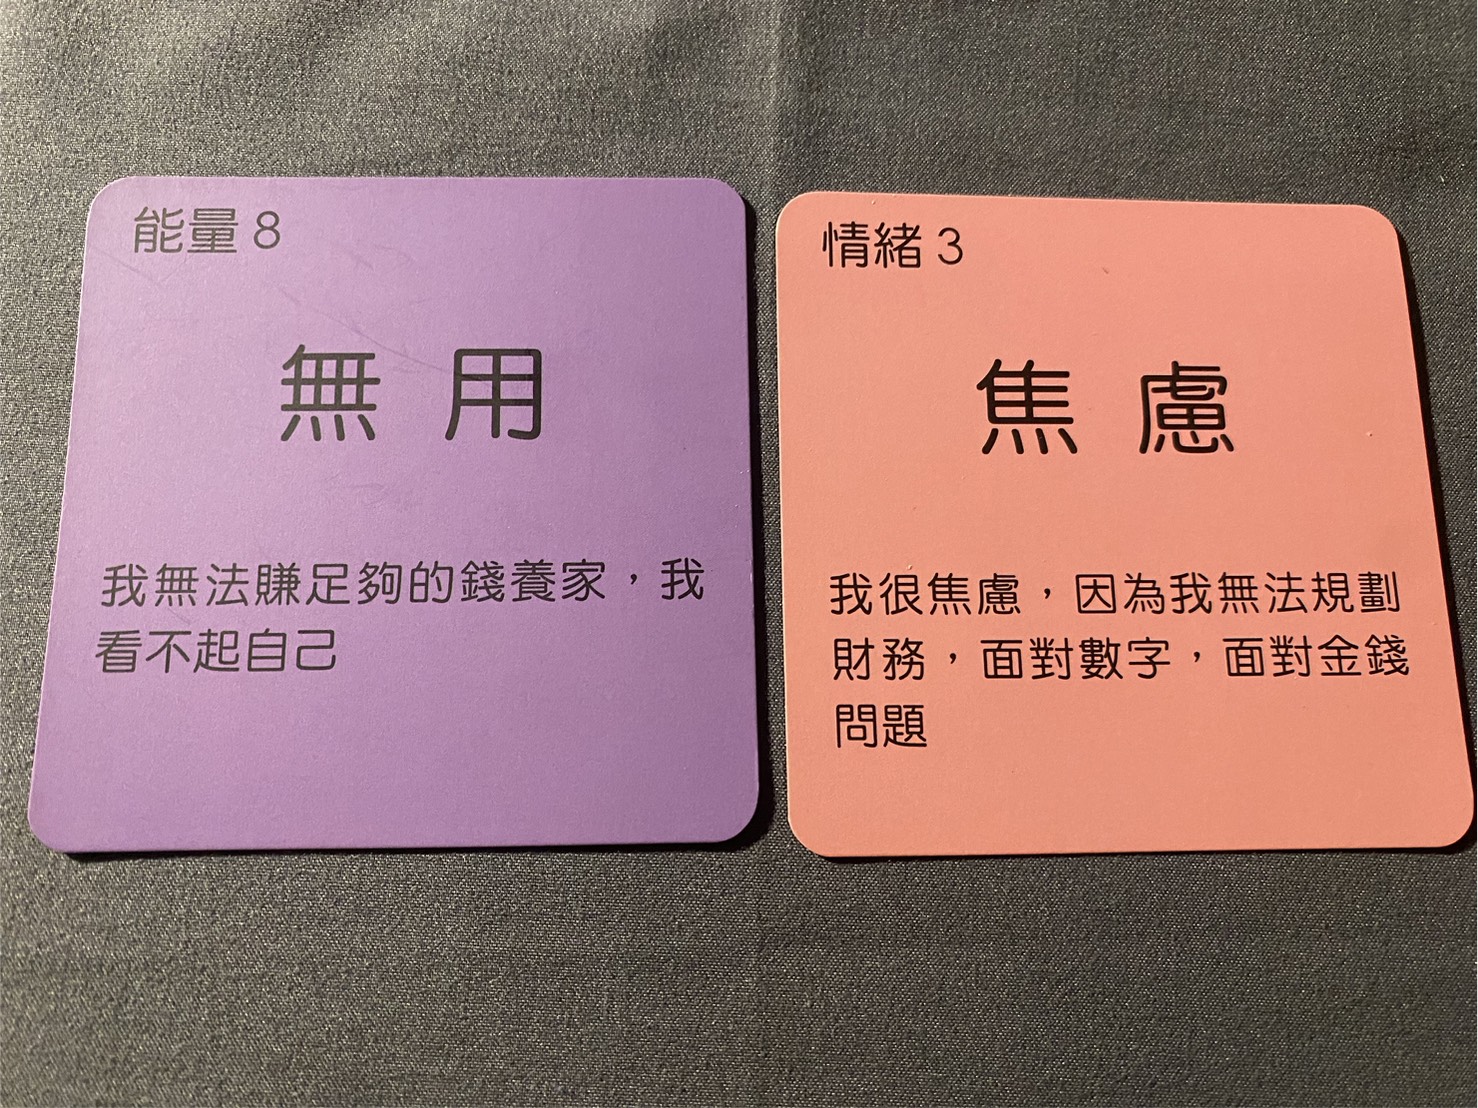 能量 8
無用
我無法賺足夠的錢養家，我
看不起自己
情緒 3
焦慮
我很焦慮，因為我無法規劃
財務，面對數字，面對金錢
問題